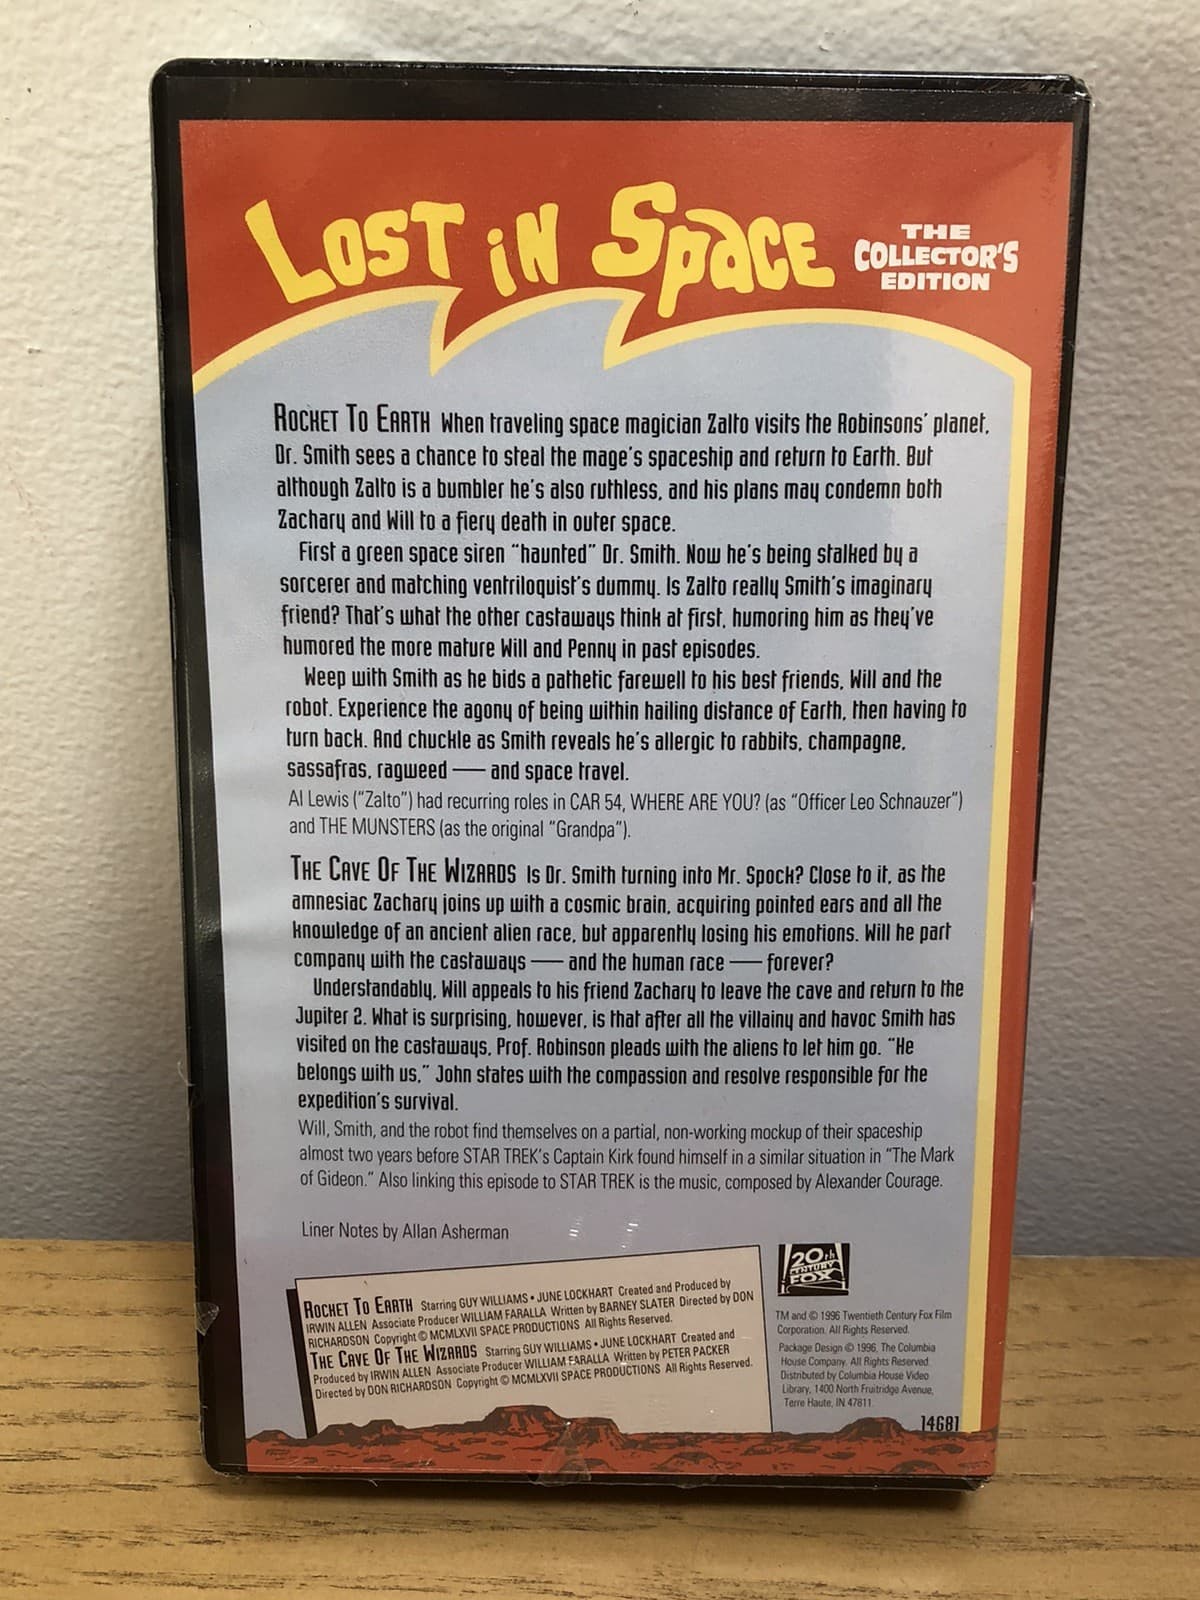 LOST IN SPACE
THE
COLLECTOR'S
EDITION
ROCKET TO EARTH When traveling space magician Zalto visits the Robinsons' planet,
Dr. Smith sees a chance to steal the mage's spaceship and return to Earth. But
although Zalto is a bumbler he's also ruthless, and his plans may condemn both
Zachary and Will to a fiery death in outer space.
First a green space siren "haunted" Dr. Smith. Now he's being stalked by a
sorcerer and matching ventriloquist's dummy. Is Zalto really Smith's imaginary
friend? That's what the other castaways think at first, humoring him as they've
humored the more mature Will and Penny in past episodes.
Weep with Smith as he bids a pathetic farewell to his best friends, Will and the
robot. Experience the agony of being within hailing distance of Earth, then having to
turn back. And chuckle as Smith reveals he's allergic to rabbits, champagne,
sassafras, ragweed — and space travel.
Al Lewis ("Zalto") had recurring roles in CAR 54, WHERE ARE YOU? (as "Officer Leo Schnauzer")
and THE MUNSTERS (as the original "Grandpa").
THE CAVE OF THE WIZARDS Is Dr. Smith turning into Mr. Spock? Close to it, as the
amnesiac Zachary joins up with a cosmic brain, acquiring pointed ears and all the
knowledge of an ancient alien race, but apparently losing his emotions. Will he part
company with the castaways — and the human race — forever?
Understandably, Will appeals to his friend Zachary to leave the cave and return to the
Jupiter 2. What is surprising, however, is that after all the villainy and havoc Smith has
visited on the castaways, Prof. Robinson pleads with the aliens to let him go. "He
belongs with us," John states with the compassion and resolve responsible for the
expedition's survival.
Will, Smith, and the robot find themselves on a partial, non-working mockup of their spaceship
almost two years before STAR TREK's Captain Kirk found himself in a similar situation in "The Mark
of Gideon." Also linking this episode to STAR TREK is the music, composed by Alexander Courage.
Liner Notes by Allan Asherman
ROCKET TO EARTH Starring GUY WILLIAMS • JUNE LOCKHART Created and Produced by
IRWIN ALLEN Associate Producer WILLIAM FARALLA Written by BARNEY SLATER Directed by DON
RICHARDSON Copyright © MCMLXVII SPACE PRODUCTIONS All Rights Reserved.
THE CAVE OF THE WIZARDS Starring GUY WILLIAMS • JUNE LOCKHART Created and
Produced by IRWIN ALLEN Associate Producer WILLIAM FARALLA Written by PETER PACKER
Directed by DON RICHARDSON Copyright © MCMLXVII SPACE PRODUCTIONS All Rights Reserved.
20th
CENTURY
FOX
TM and © 1996 Twentieth Century Fox Film
Corporation. All Rights Reserved.
Package Design © 1996, The Columbia
House Company. All Rights Reserved.
Distributed by Columbia House Video
Library, 1400 North Fruitridge Avenue,
Terre Haute, IN 47811.
14681